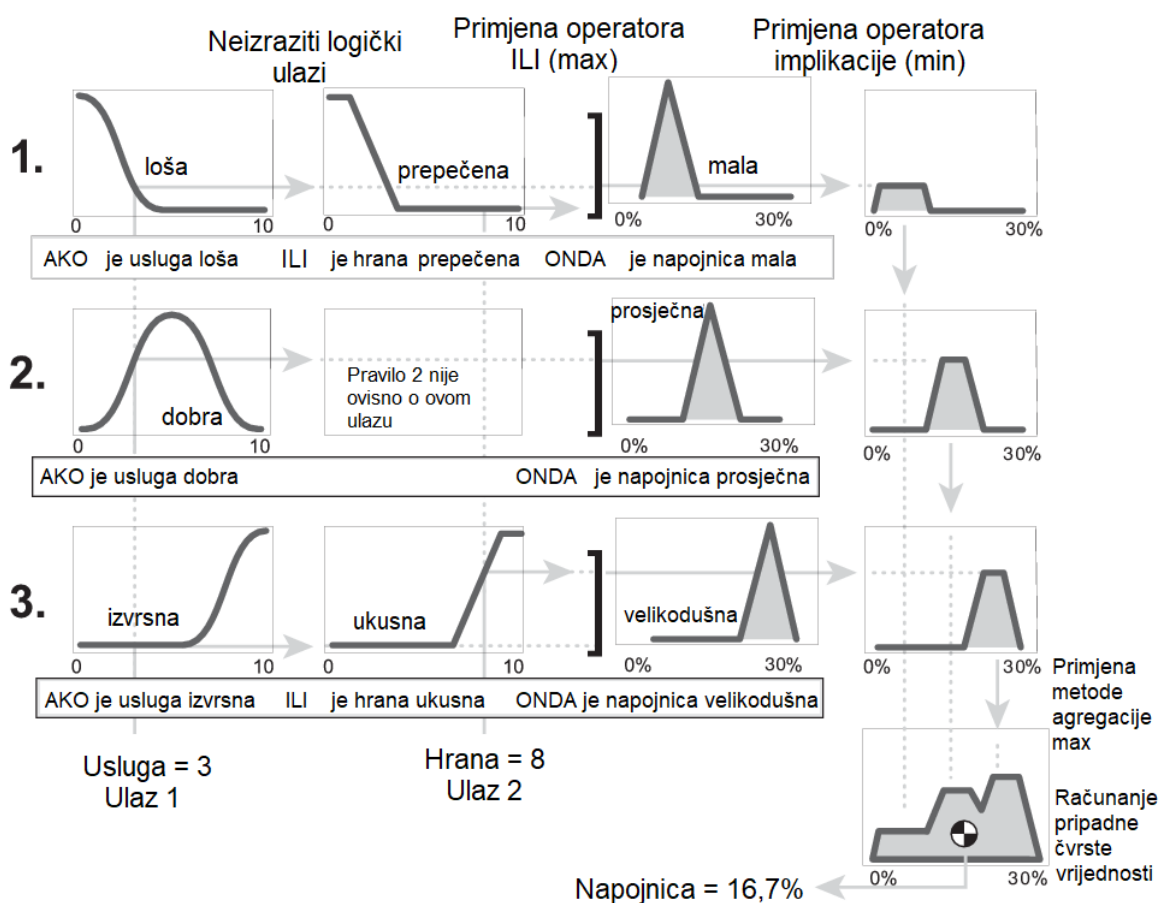 Neizraziti logički
ulazi
Primjena operatora
ILI (max)
Primjena operatora
implikacije (min)
1.
loša
0
10
prepečena
0
10
mala
0%
30%
0%
30%
AKO je usluga loša ILI je hrana prepečena ONDA je napojnica mala
2.
dobra
0
10
Pravilo 2 nije
ovisno o ovom
ulazu
prosječna
0%
30%
0%
30%
AKO je usluga dobra ONDA je napojnica prosječna
3.
izvrsna
0
10
ukusna
0
10
velikodušna
0%
30%
0%
30%
AKO je usluga izvrsna ILI je hrana ukusna ONDA je napojnica velikodušna
Primjena
metode
agregacije
max
Usluga = 3
Ulaz 1
Hrana = 8
Ulaz 2
Računanje
pripadne
čvrste
vrijednosti
0%
30%
Napojnica = 16,7%